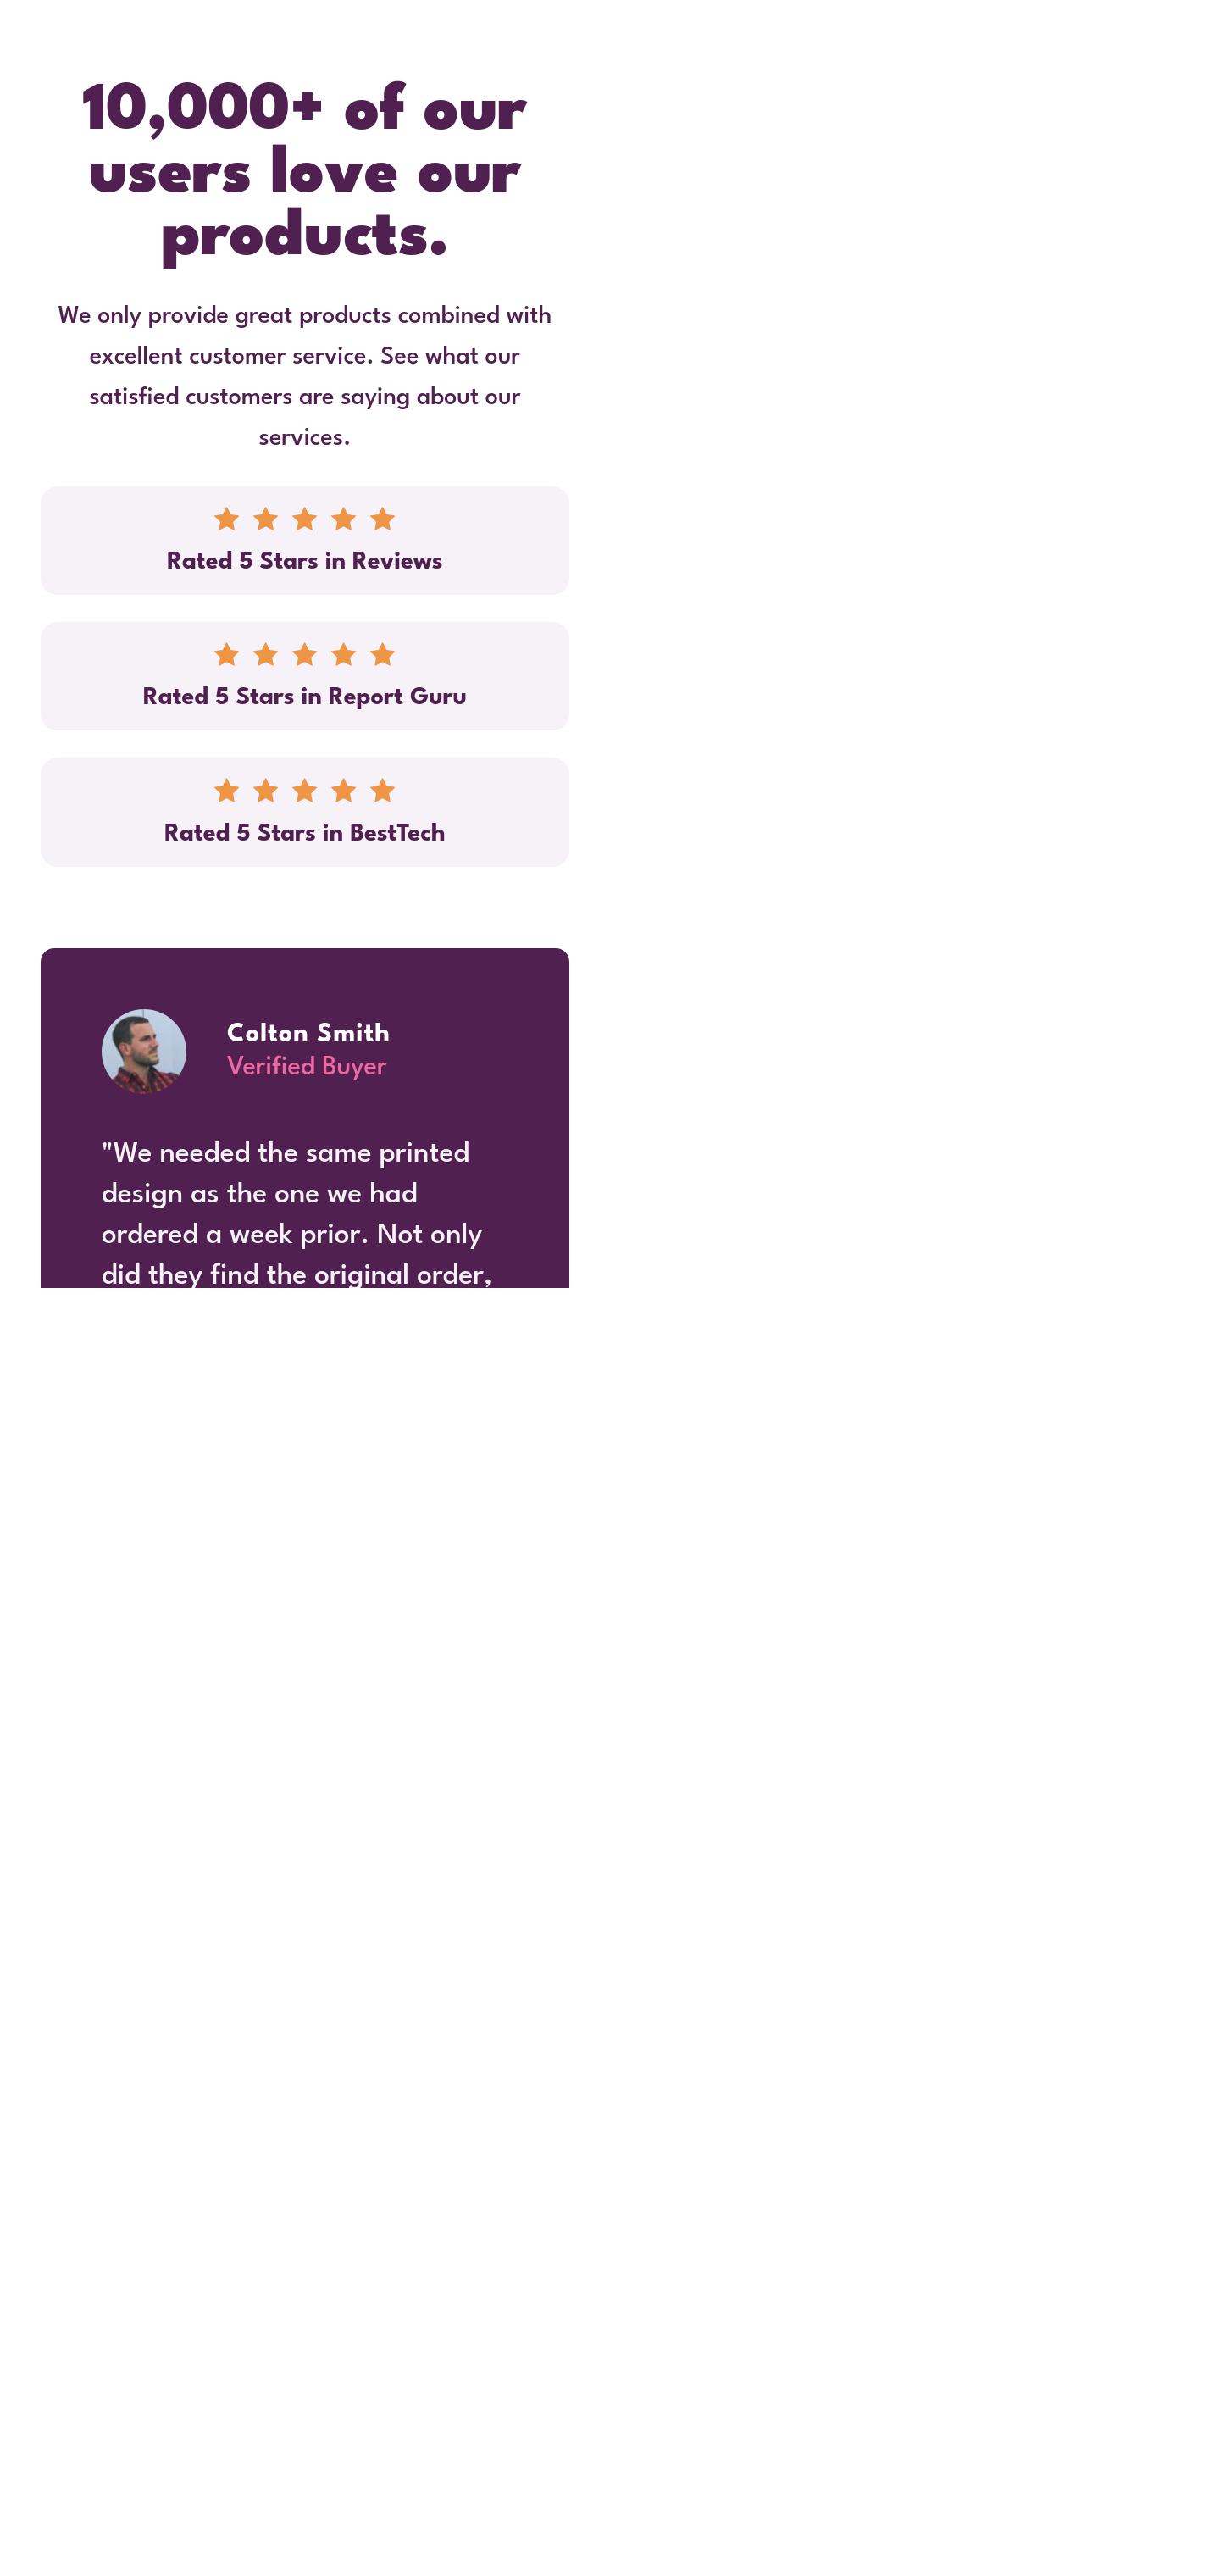 10,000+ of our
users love our
products.
We only provide great products combined with
excellent customer service. See what our
satisfied customers are saying about our
services.
Rated 5 Stars in Reviews
Rated 5 Stars in Report Guru
Rated 5 Stars in BestTech
Colton Smith
Verified Buyer
"We needed the same printed
design as the one we had
ordered a week prior. Not only
did they find the original order,